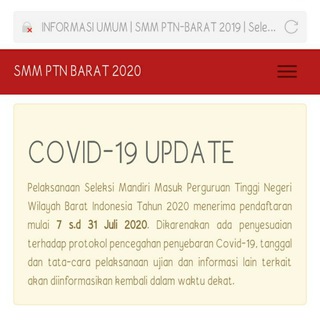 INFORMASI UMUM | SMM PTN-BARAT 2019 | Sele...
SMM PTN BARAT 2020
COVID-19 UPDATE
Pelaksanaan Seleksi Mandiri Masuk Perguruan Tinggi Negeri
Wilayah Barat Indonesia Tahun 2020 menerima pendaftaran
mulai 7 s.d 31 Juli 2020. Dikarenakan ada penyesuaian
terhadap protokol pencegahan penyebaran Covid-19, tanggal
dan tata-cara pelaksanaan ujian dan informasi lain terkait
akan diinformasikan kembali dalam waktu dekat.